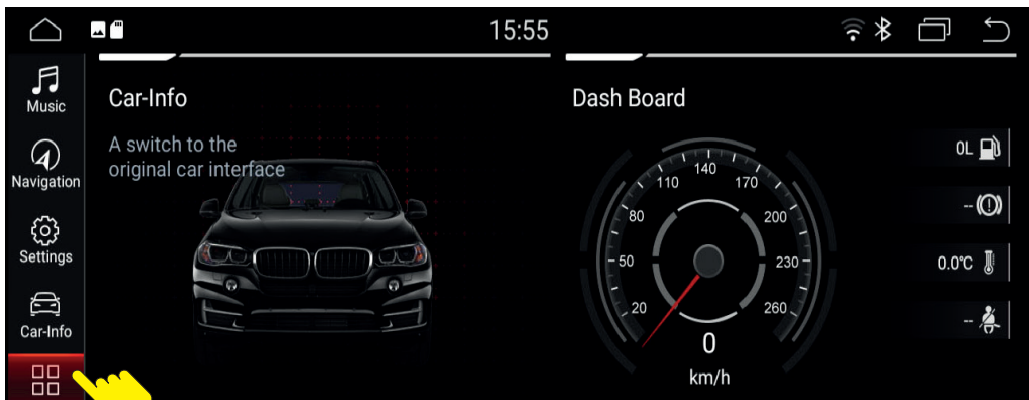 15:55
Music
Navigation
Settings
Car-Info
Car-Info
A switch to the
original car interface
Dash Board
20
50
80
110
140
170
200
230
260
0
km/h
0L
--
0.0℃
--